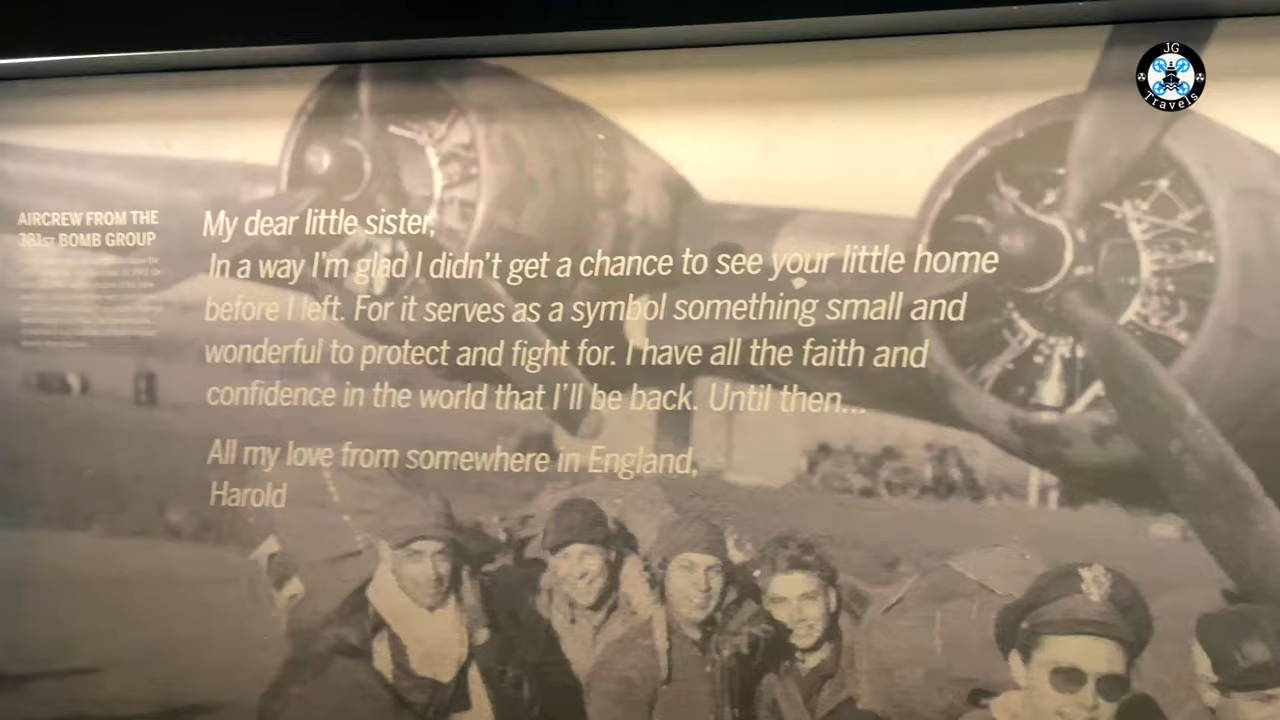 JG
Travels
AIRCREW FROM THE
381ST BOMB GROUP
My dear little sister,
In a way I'm glad I didn't get a chance to see your little home
before I left. For it serves as a symbol something small and
wonderful to protect and fight for. I have all the faith and
confidence in the world that I'll be back. Until then...
All my love from somewhere in England,
Harold